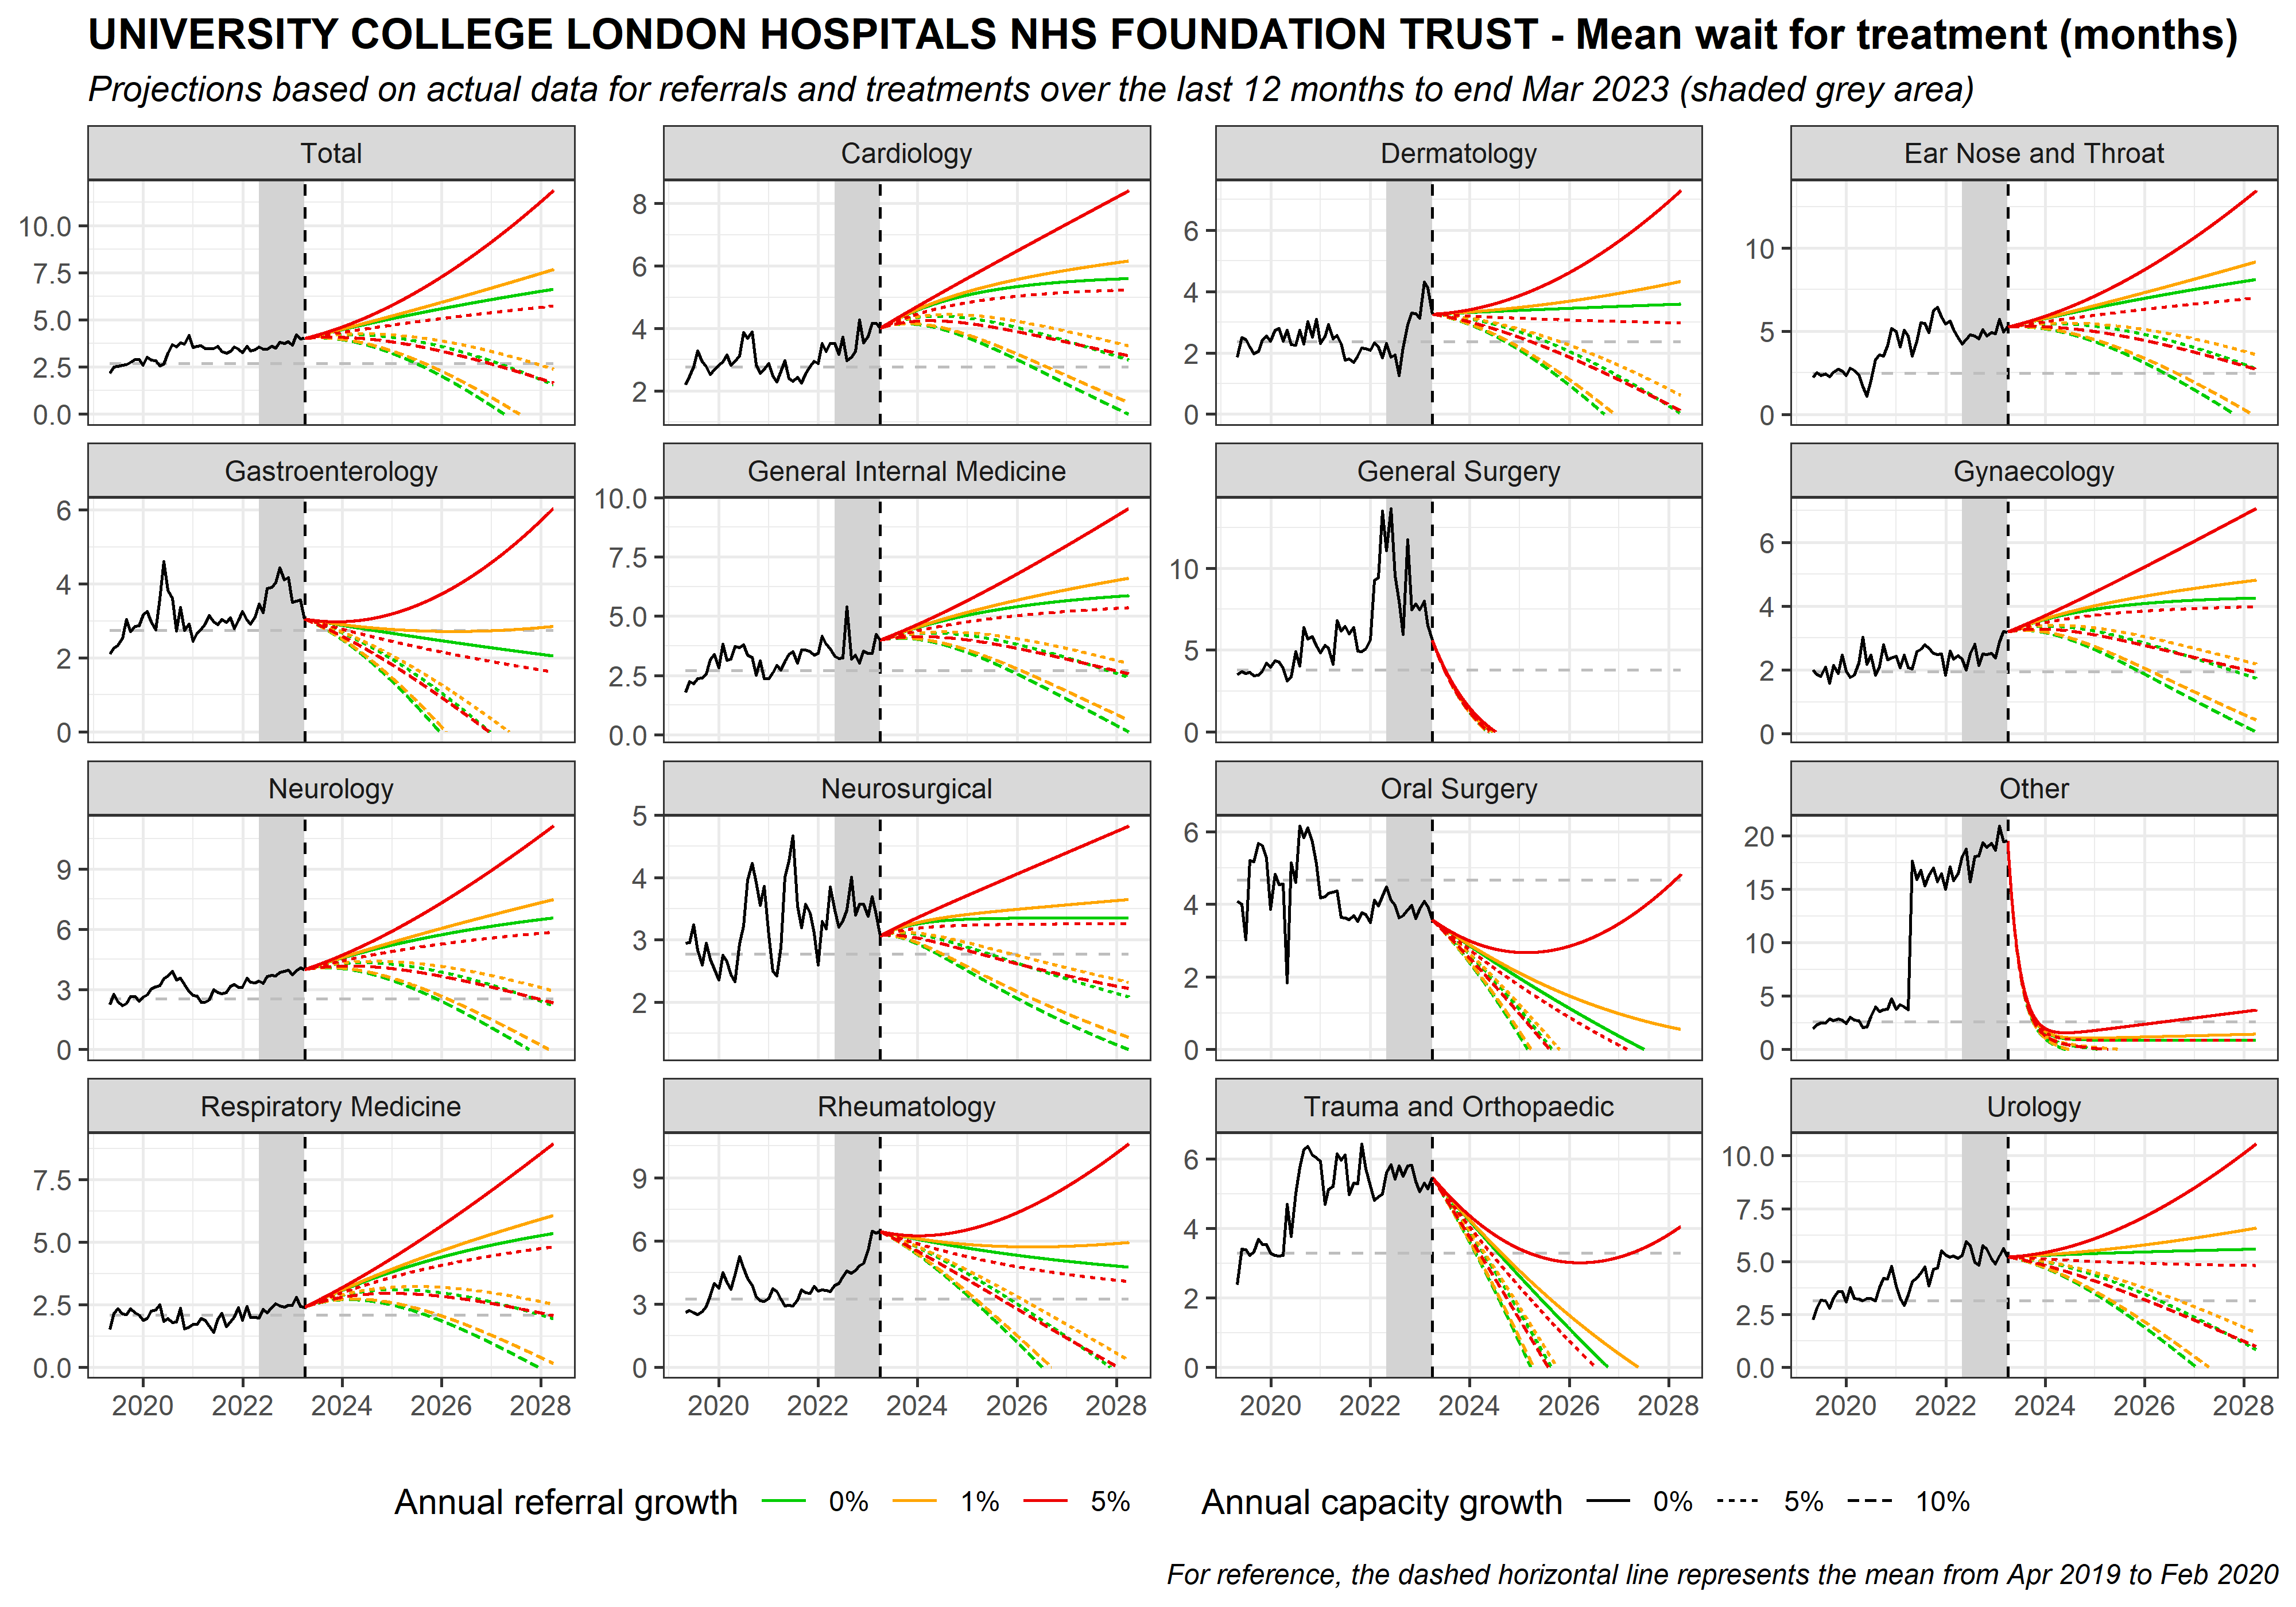 UNIVERSITY COLLEGE LONDON HOSPITALS NHS FOUNDATION TRUST - Mean wait for treatment (months)
Projections based on actual data for referrals and treatments over the last 12 months to end Mar 2023 (shaded grey area)
Total
10.0
7.5
5.0
2.5
0.0
Cardiology
8
6
4
2
Dermatology
6
4
2
0
Ear Nose and Throat
10
5
0
Gastroenterology
6
4
2
0
General Internal Medicine
10.0
7.5
5.0
2.5
0.0
General Surgery
10
5
0
Gynaecology
6
4
2
0
Neurology
9
6
3
0
Neurosurgical
5
4
3
2
Oral Surgery
6
4
2
0
Other
20
15
10
5
0
Respiratory Medicine
7.5
5.0
2.5
0.0
Rheumatology
9
6
3
0
Trauma and Orthopaedic
6
4
2
0
Urology
10.0
7.5
5.0
2.5
0.0
2020 2022 2024 2026 2028
2020 2022 2024 2026 2028
2020 2022 2024 2026 2028
2020 2022 2024 2026 2028
Annual referral growth 0% 1% 5%
Annual capacity growth 0% 5% 10%
For reference, the dashed horizontal line represents the mean from Apr 2019 to Feb 2020